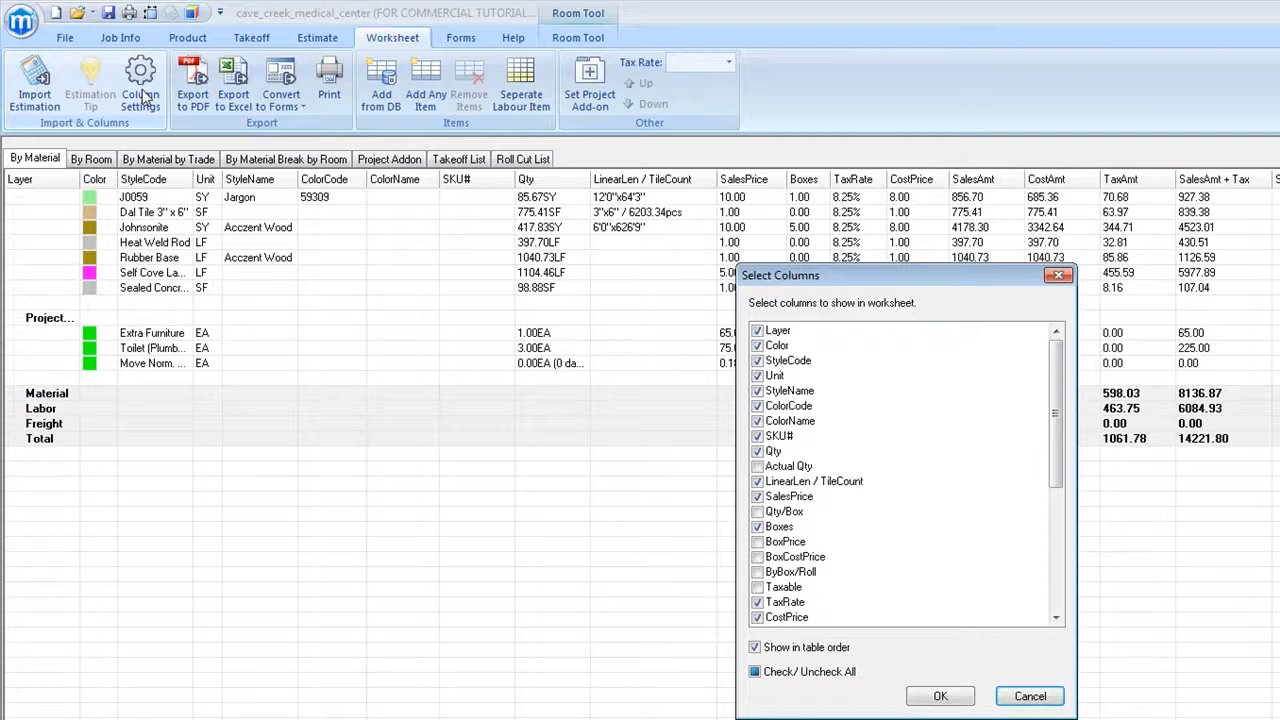 cave_creek_medical_center (FOR COMMERCIAL TUTORIAL... Room Tool
File Job Info Product Takeoff Estimate Worksheet Forms Help Room Tool
Import Estimation Estimation Tip Column Settings Export to PDF Export to Excel Convert to Forms Print Add from DB Add Any Item Remove Items Seperate Labour Item Set Project Add-on Tax Rate: Up Down
Import & Columns Export Items Other
By Material By Room By Material by Trade By Material Break by Room Project Addon Takeoff List Roll Cut List
Layer Color StyleCode Unit StyleName ColorCode ColorName SKU# Qty LinearLen / TileCount SalesPrice Boxes TaxRate CostPrice SalesAmt CostAmt TaxAmt SalesAmt + Tax
J0059 SY Jargon 59309 85.67SY 12'0"x64'3" 10.00 1.00 8.25% 8.00 856.70 685.36 70.68 927.38
Dal Tile 3" x 6" SF 775.41SF 3"x6" / 6203.34pcs 1.00 0.00 8.25% 1.00 775.41 775.41 63.97 839.38
Johnsonite SY Acczent Wood 417.83SY 6'0"x626'9" 10.00 5.00 8.25% 8.00 4178.30 3342.64 344.71 4523.01
Heat Weld Rod LF 397.70LF 1.00 0.00 8.25% 1.00 397.70 397.70 32.81 430.51
Rubber Base LF Acczent Wood 1040.73LF 1.00 0.00 8.25% 1.00 1040.73 1040.73 85.86 1126.59
Self Cove La... LF 1104.46LF 5.00 455.59 5977.89
Sealed Concr... SF 98.88SF 1.00 8.16 107.04
Project...
Extra Furniture EA 1.00EA 65.0 0.00 65.00
Toilet (Plumb... EA 3.00EA 75.0 0.00 225.00
Move Norm. ... EA 0.00EA (0 da... 0.18 0.00 0.00
Material 598.03 8136.87
Labor 463.75 6084.93
Freight 0.00 0.00
Total 1061.78 14221.80
Select Columns
Select columns to show in worksheet.
Layer
Color
StyleCode
Unit
StyleName
ColorCode
ColorName
SKU#
Qty
Actual Qty
LinearLen / TileCount
SalesPrice
Qty/Box
Boxes
BoxPrice
BoxCostPrice
ByBox/Roll
Taxable
TaxRate
CostPrice
Show in table order
Check/ Uncheck All
OK Cancel